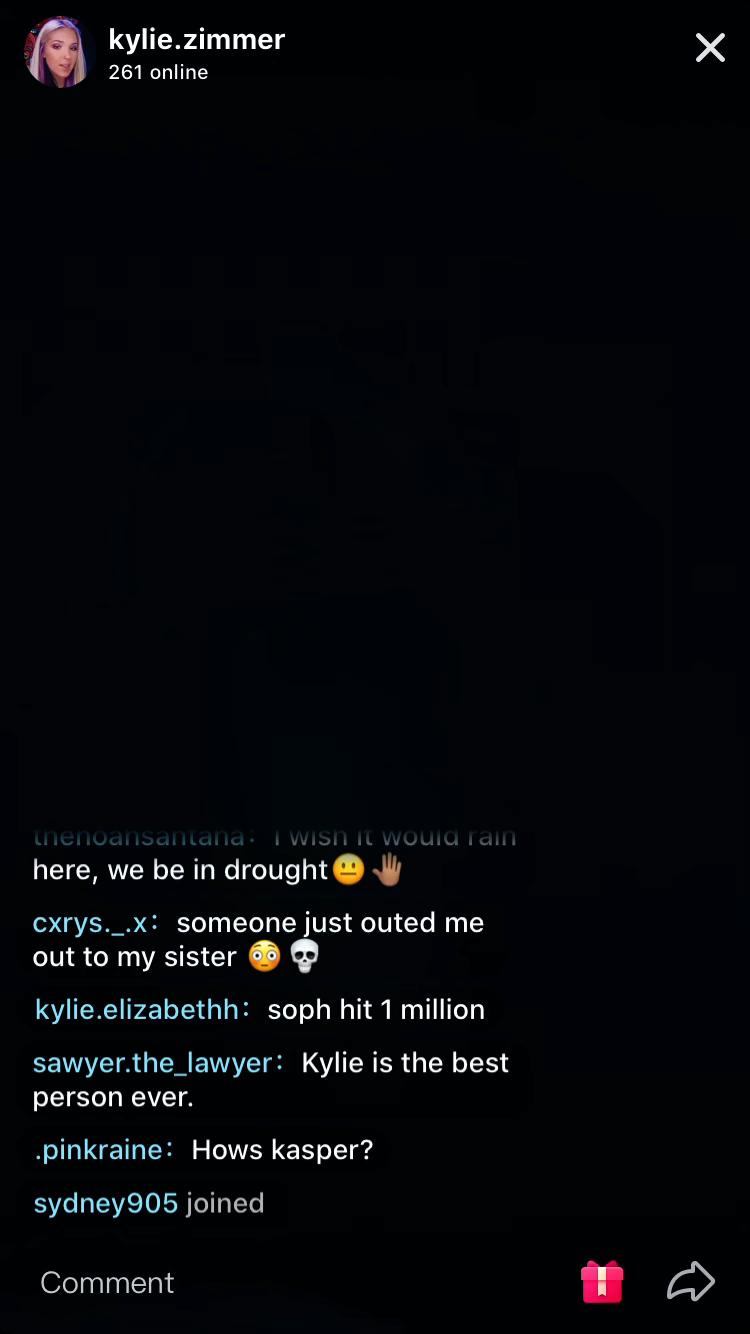 kylie.zimmer
261 online
thenoahsantana: I wish it would rain
here, we be in drought😐🤚🏽
cxrys._.x: someone just outed me
out to my sister 😳💀
kylie.elizabethh: soph hit 1 million
sawyer.the_lawyer: Kylie is the best
person ever.
.pinkraine: Hows kasper?
sydney905 joined
Comment